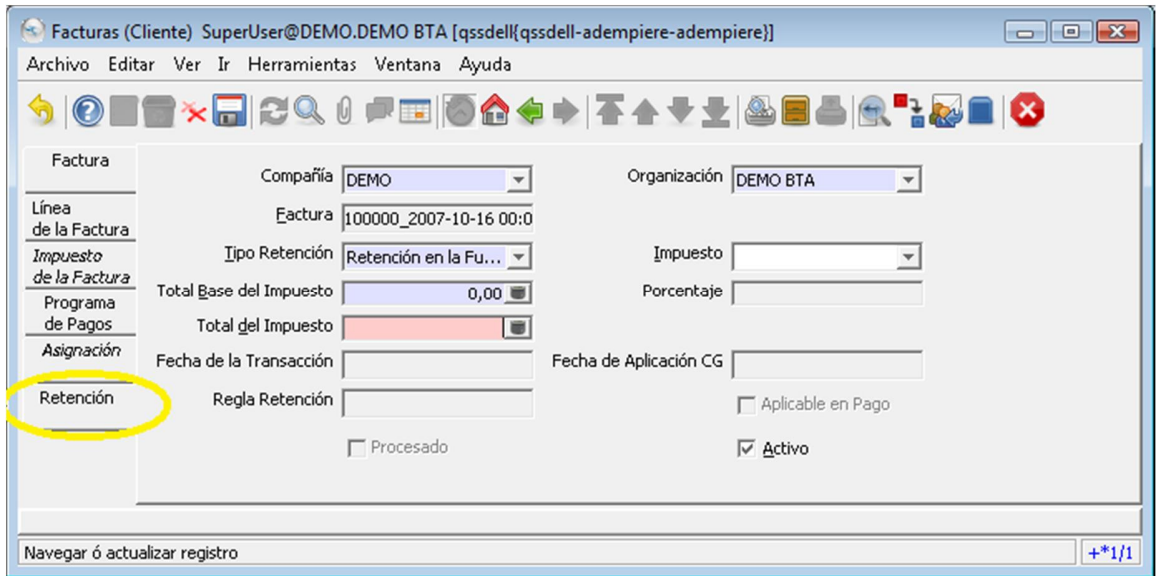 Facturas (Cliente) SuperUser@DEMO.DEMO BTA [qssdell{qssdell-adempiere-adempiere}]
Archivo Editar Ver Ir Herramientas Ventana Ayuda
Factura
Línea
de la Factura
Impuesto
de la Factura
Programa
de Pagos
Asignación
Retención
Compañía DEMO Organización DEMO BTA
Factura 100000_2007-10-16 00:0
Tipo Retención Retención en la Fu... Impuesto
Total Base del Impuesto 0,00 Porcentaje
Total del Impuesto
Fecha de la Transacción Fecha de Aplicación CG
Regla Retención Aplicable en Pago
Procesado Activo
Navegar ó actualizar registro +*1/1